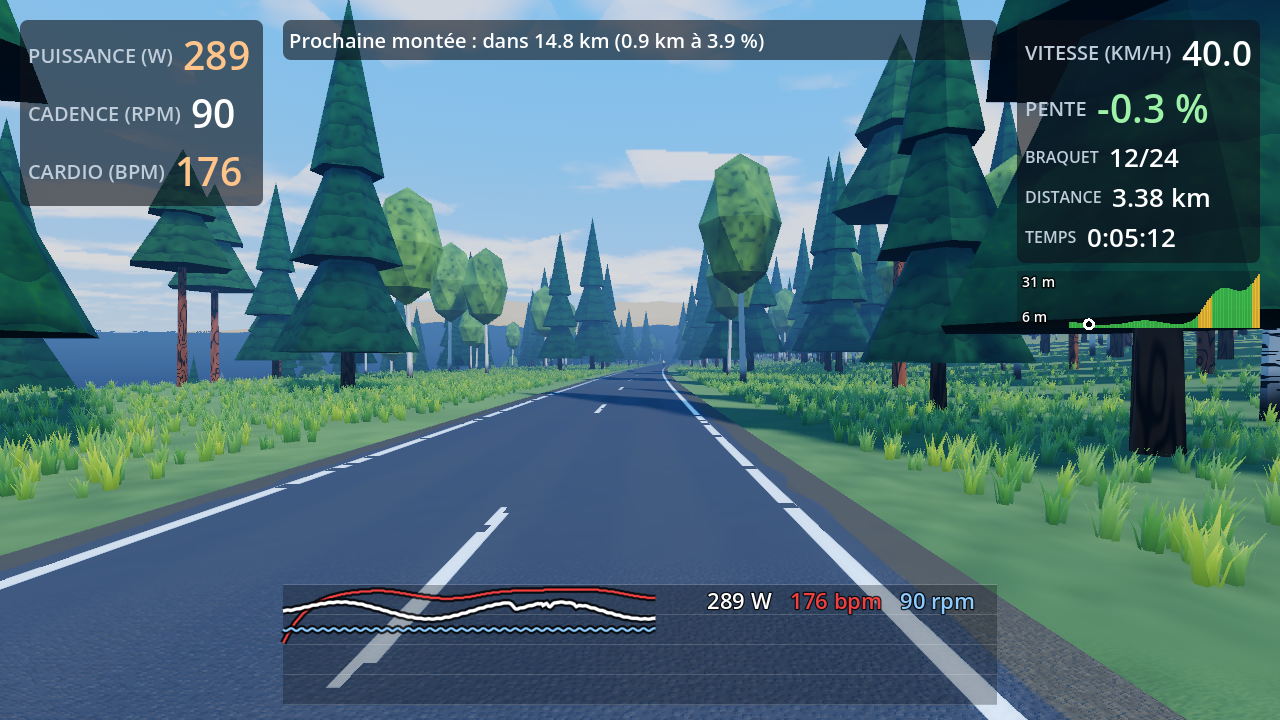 PUISSANCE (W) 289
CADENCE (RPM) 90
CARDIO (BPM) 176
Prochaine montée : dans 14.8 km (0.9 km à 3.9 %)
VITESSE (KM/H) 40.0
PENTE -0.3 %
BRAQUET 12/24
DISTANCE 3.38 km
TEMPS 0:05:12
31 m
6 m
289 W 176 bpm 90 rpm